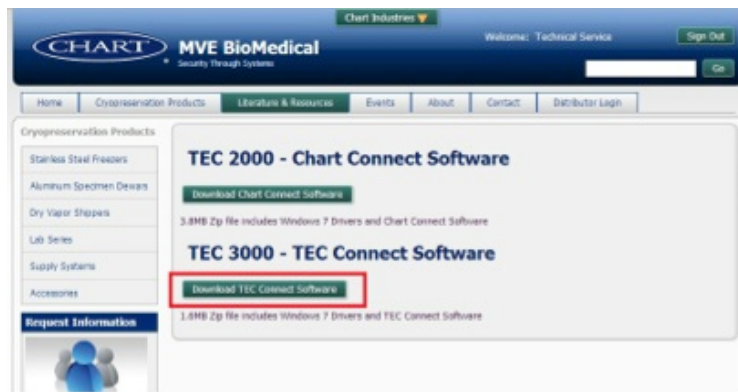 Chart Industries
CHART
MVE BioMedical
Security Through Systems
Welcome: Technical Service
Sign Out
Go
Home
Cryopreservation Products
Literature & Resources
Events
About
Contact
Distributor Login
Cryopreservation Products
Stainless Steel Freezers
Aluminum Specimen Dewars
Dry Vapor Shippers
Lab Series
Supply Systems
Accessories
Request Information
TEC 2000 - Chart Connect Software
Download Chart Connect Software
3.8MB Zip file includes Windows 7 Drivers and Chart Connect Software
TEC 3000 - TEC Connect Software
Download TEC Connect Software
1.6MB Zip file includes Windows 7 Drivers and TEC Connect Software